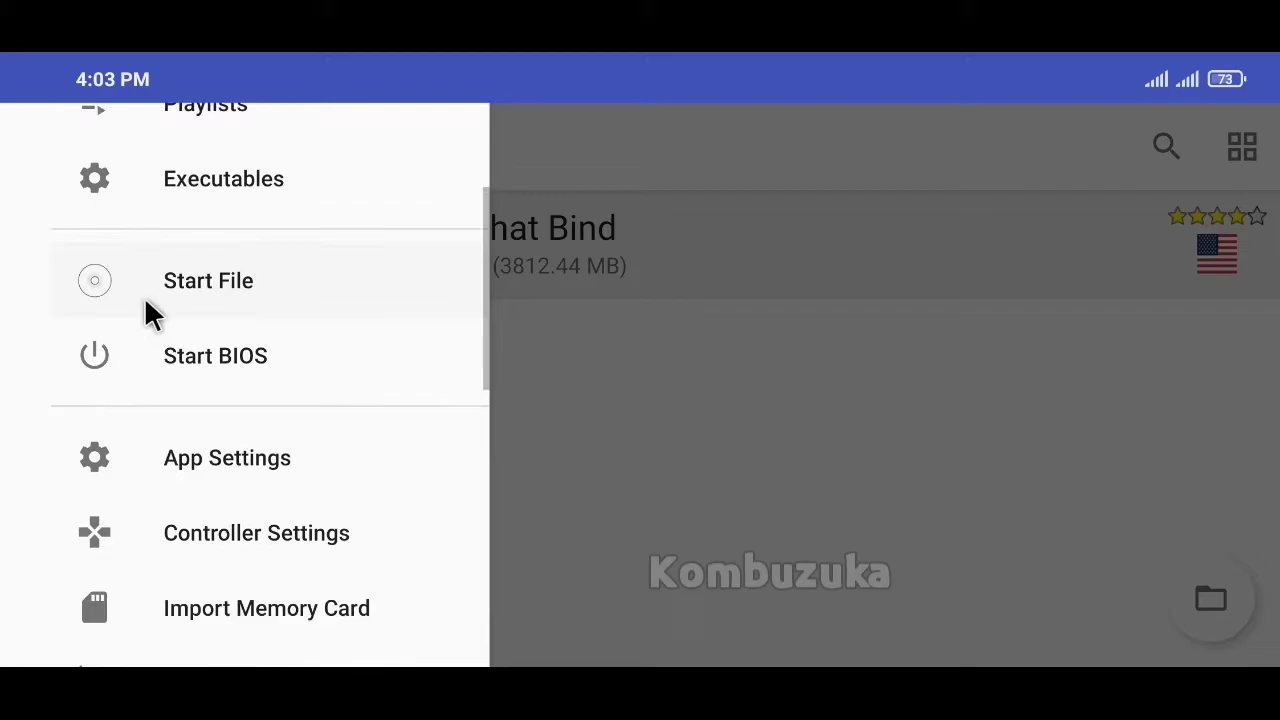 4:03 PM
73
Playlists
Executables
hat Bind
(3812.44 MB)
Start File
Start BIOS
App Settings
Controller Settings
Kombuzuka
Import Memory Card